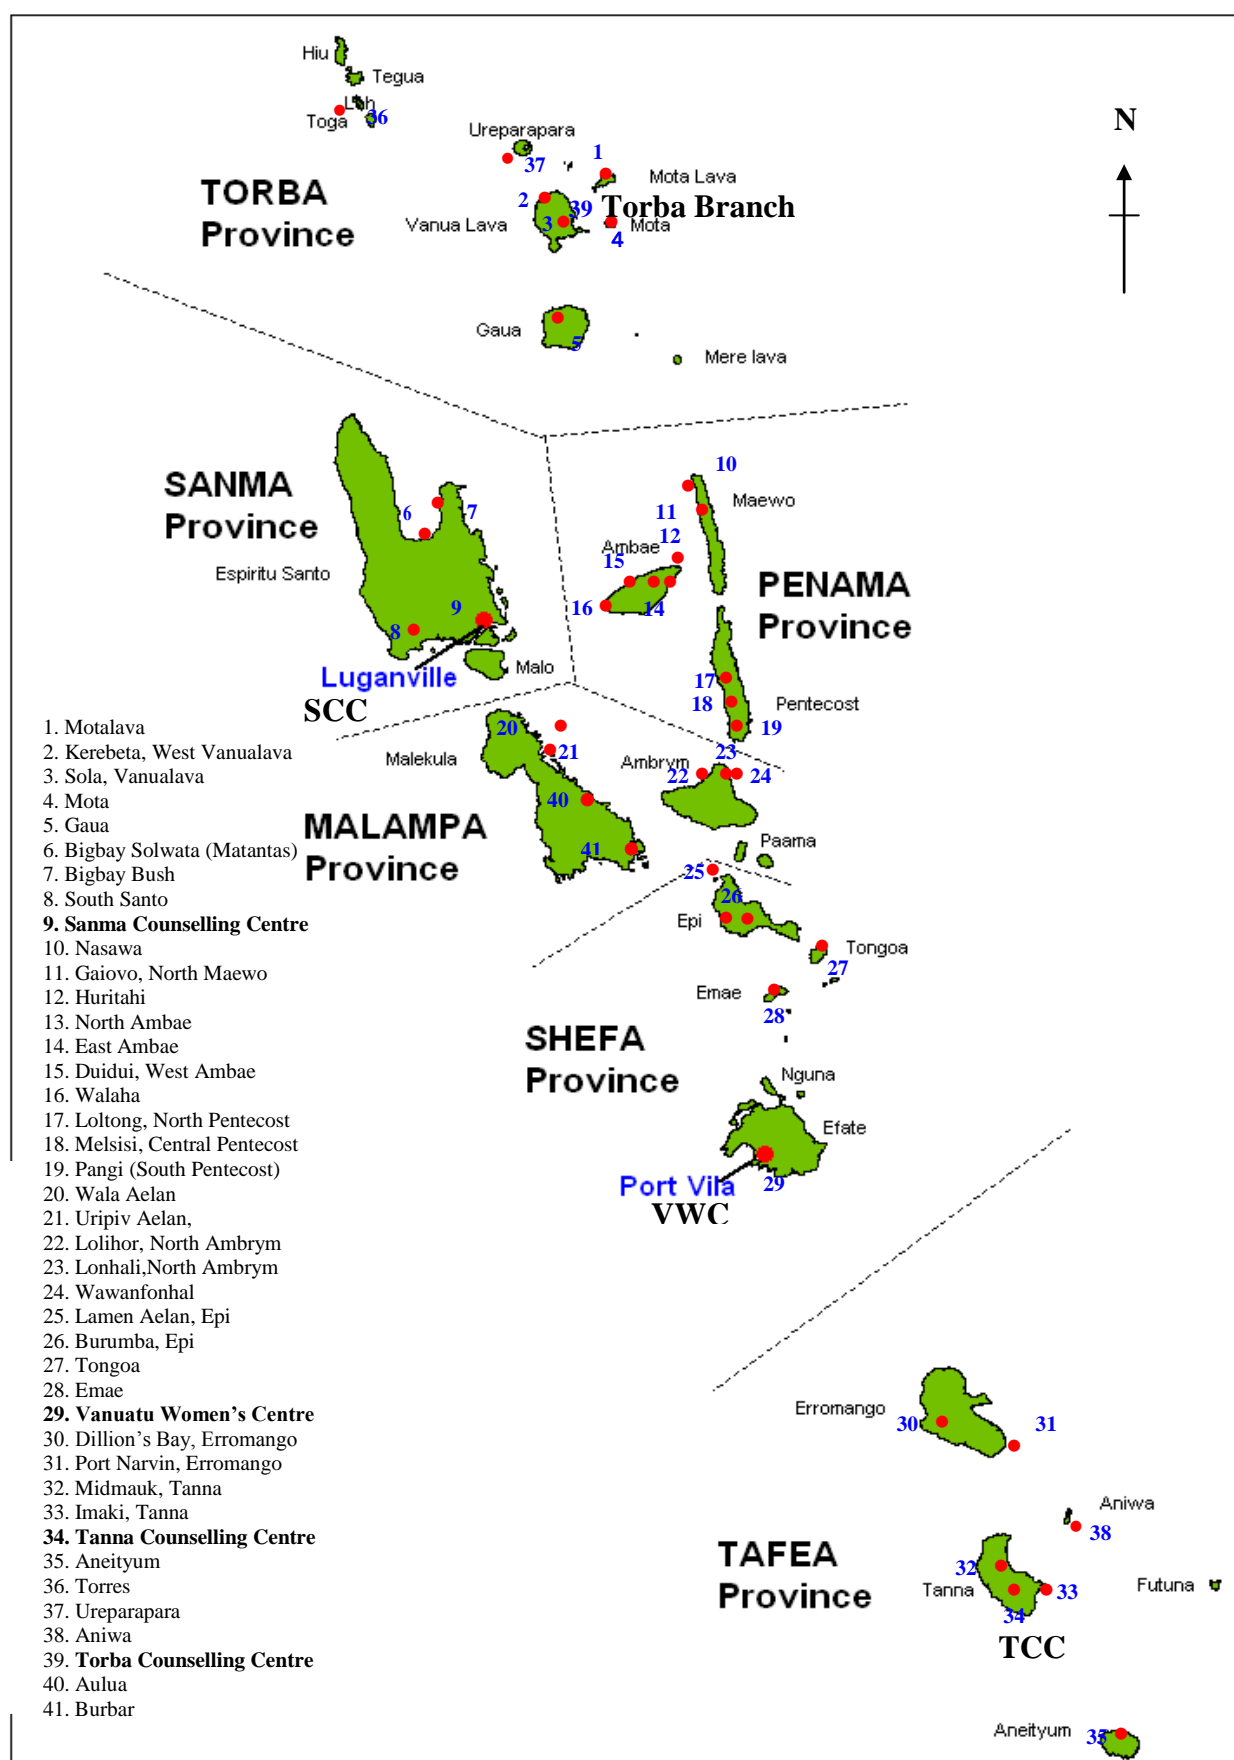 Hiu
Tegua
Loh
Toga
36
Ureparapara
37
1
Mota Lava
N
TORBA
Province
2
39
Torba Branch
Vanua Lava
3
4
Mota
Gaua
5
Mere lava
SANMA
Province
6
7
Espiritu Santo
8
9
Luganville
SCC
Malo
10
Maewo
11
12
Ambae
15
16
14
PENAMA
Province
17
18
Pentecost
19
20
21
Malekula
40
41
MALAMPA
Province
Ambrym
22
23
24
Paama
25
26
Epi
Tongoa
27
Emae
28
SHEFA
Province
Nguna
Efate
Port Vila
29
VWC
Erromango
30
31
Aniwa
38
TAFEA
Province
32
Tanna
33
34
Futuna
TCC
Aneityum
35
1. Motalava
2. Kerebeta, West Vanualava
3. Sola, Vanualava
4. Mota
5. Gaua
6. Bigbay Solwata (Matantas)
7. Bigbay Bush
8. South Santo
9. Sanma Counselling Centre
10. Nasawa
11. Gaiovo, North Maewo
12. Huritahi
13. North Ambae
14. East Ambae
15. Duidui, West Ambae
16. Walaha
17. Loltong, North Pentecost
18. Melsisi, Central Pentecost
19. Pangi (South Pentecost)
20. Wala Aelan
21. Uripiv Aelan,
22. Lolihor, North Ambrym
23. Lonhali,North Ambrym
24. Wawanfonhal
25. Lamen Aelan, Epi
26. Burumba, Epi
27. Tongoa
28. Emae
29. Vanuatu Women's Centre
30. Dillion's Bay, Erromango
31. Port Narvin, Erromango
32. Midmauk, Tanna
33. Imaki, Tanna
34. Tanna Counselling Centre
35. Aneityum
36. Torres
37. Ureparapara
38. Aniwa
39. Torba Counselling Centre
40. Aulua
41. Burbar